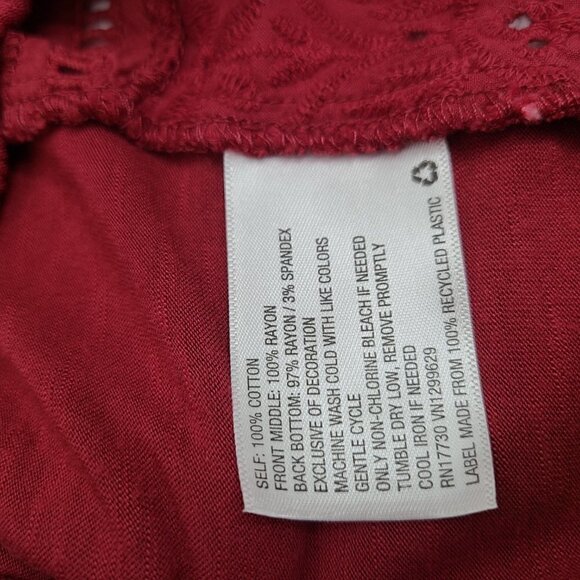 SELF: 100% COTTON
FRONT MIDDLE: 100% RAYON
BACK BOTTOM: 97% RAYON / 3% SPANDEX
EXCLUSIVE OF DECORATION
MACHINE WASH COLD WITH LIKE COLORS
GENTLE CYCLE
ONLY NON-CHLORINE BLEACH IF NEEDED
TUMBLE DRY LOW, REMOVE PROMPTLY
COOL IRON IF NEEDED
RN17730 VN1299629
LABEL MADE FROM 100% RECYCLED PLASTIC